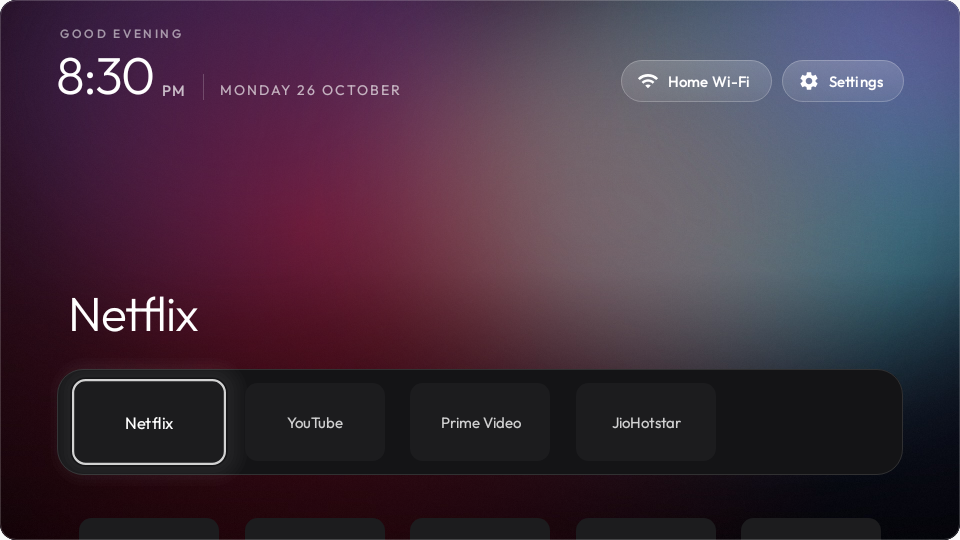 GOOD EVENING
8:30 PM MONDAY 26 OCTOBER
Home Wi-Fi
Settings
Netflix
Netflix
YouTube
Prime Video
JioHotstar